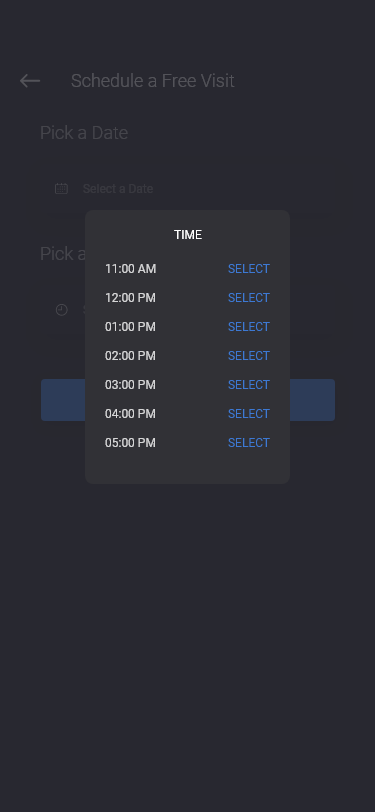 Schedule a Free Visit
Pick a Date
Select a Date
Pick a
TIME
11:00 AM SELECT
12:00 PM SELECT
01:00 PM SELECT
02:00 PM SELECT
03:00 PM SELECT
04:00 PM SELECT
05:00 PM SELECT